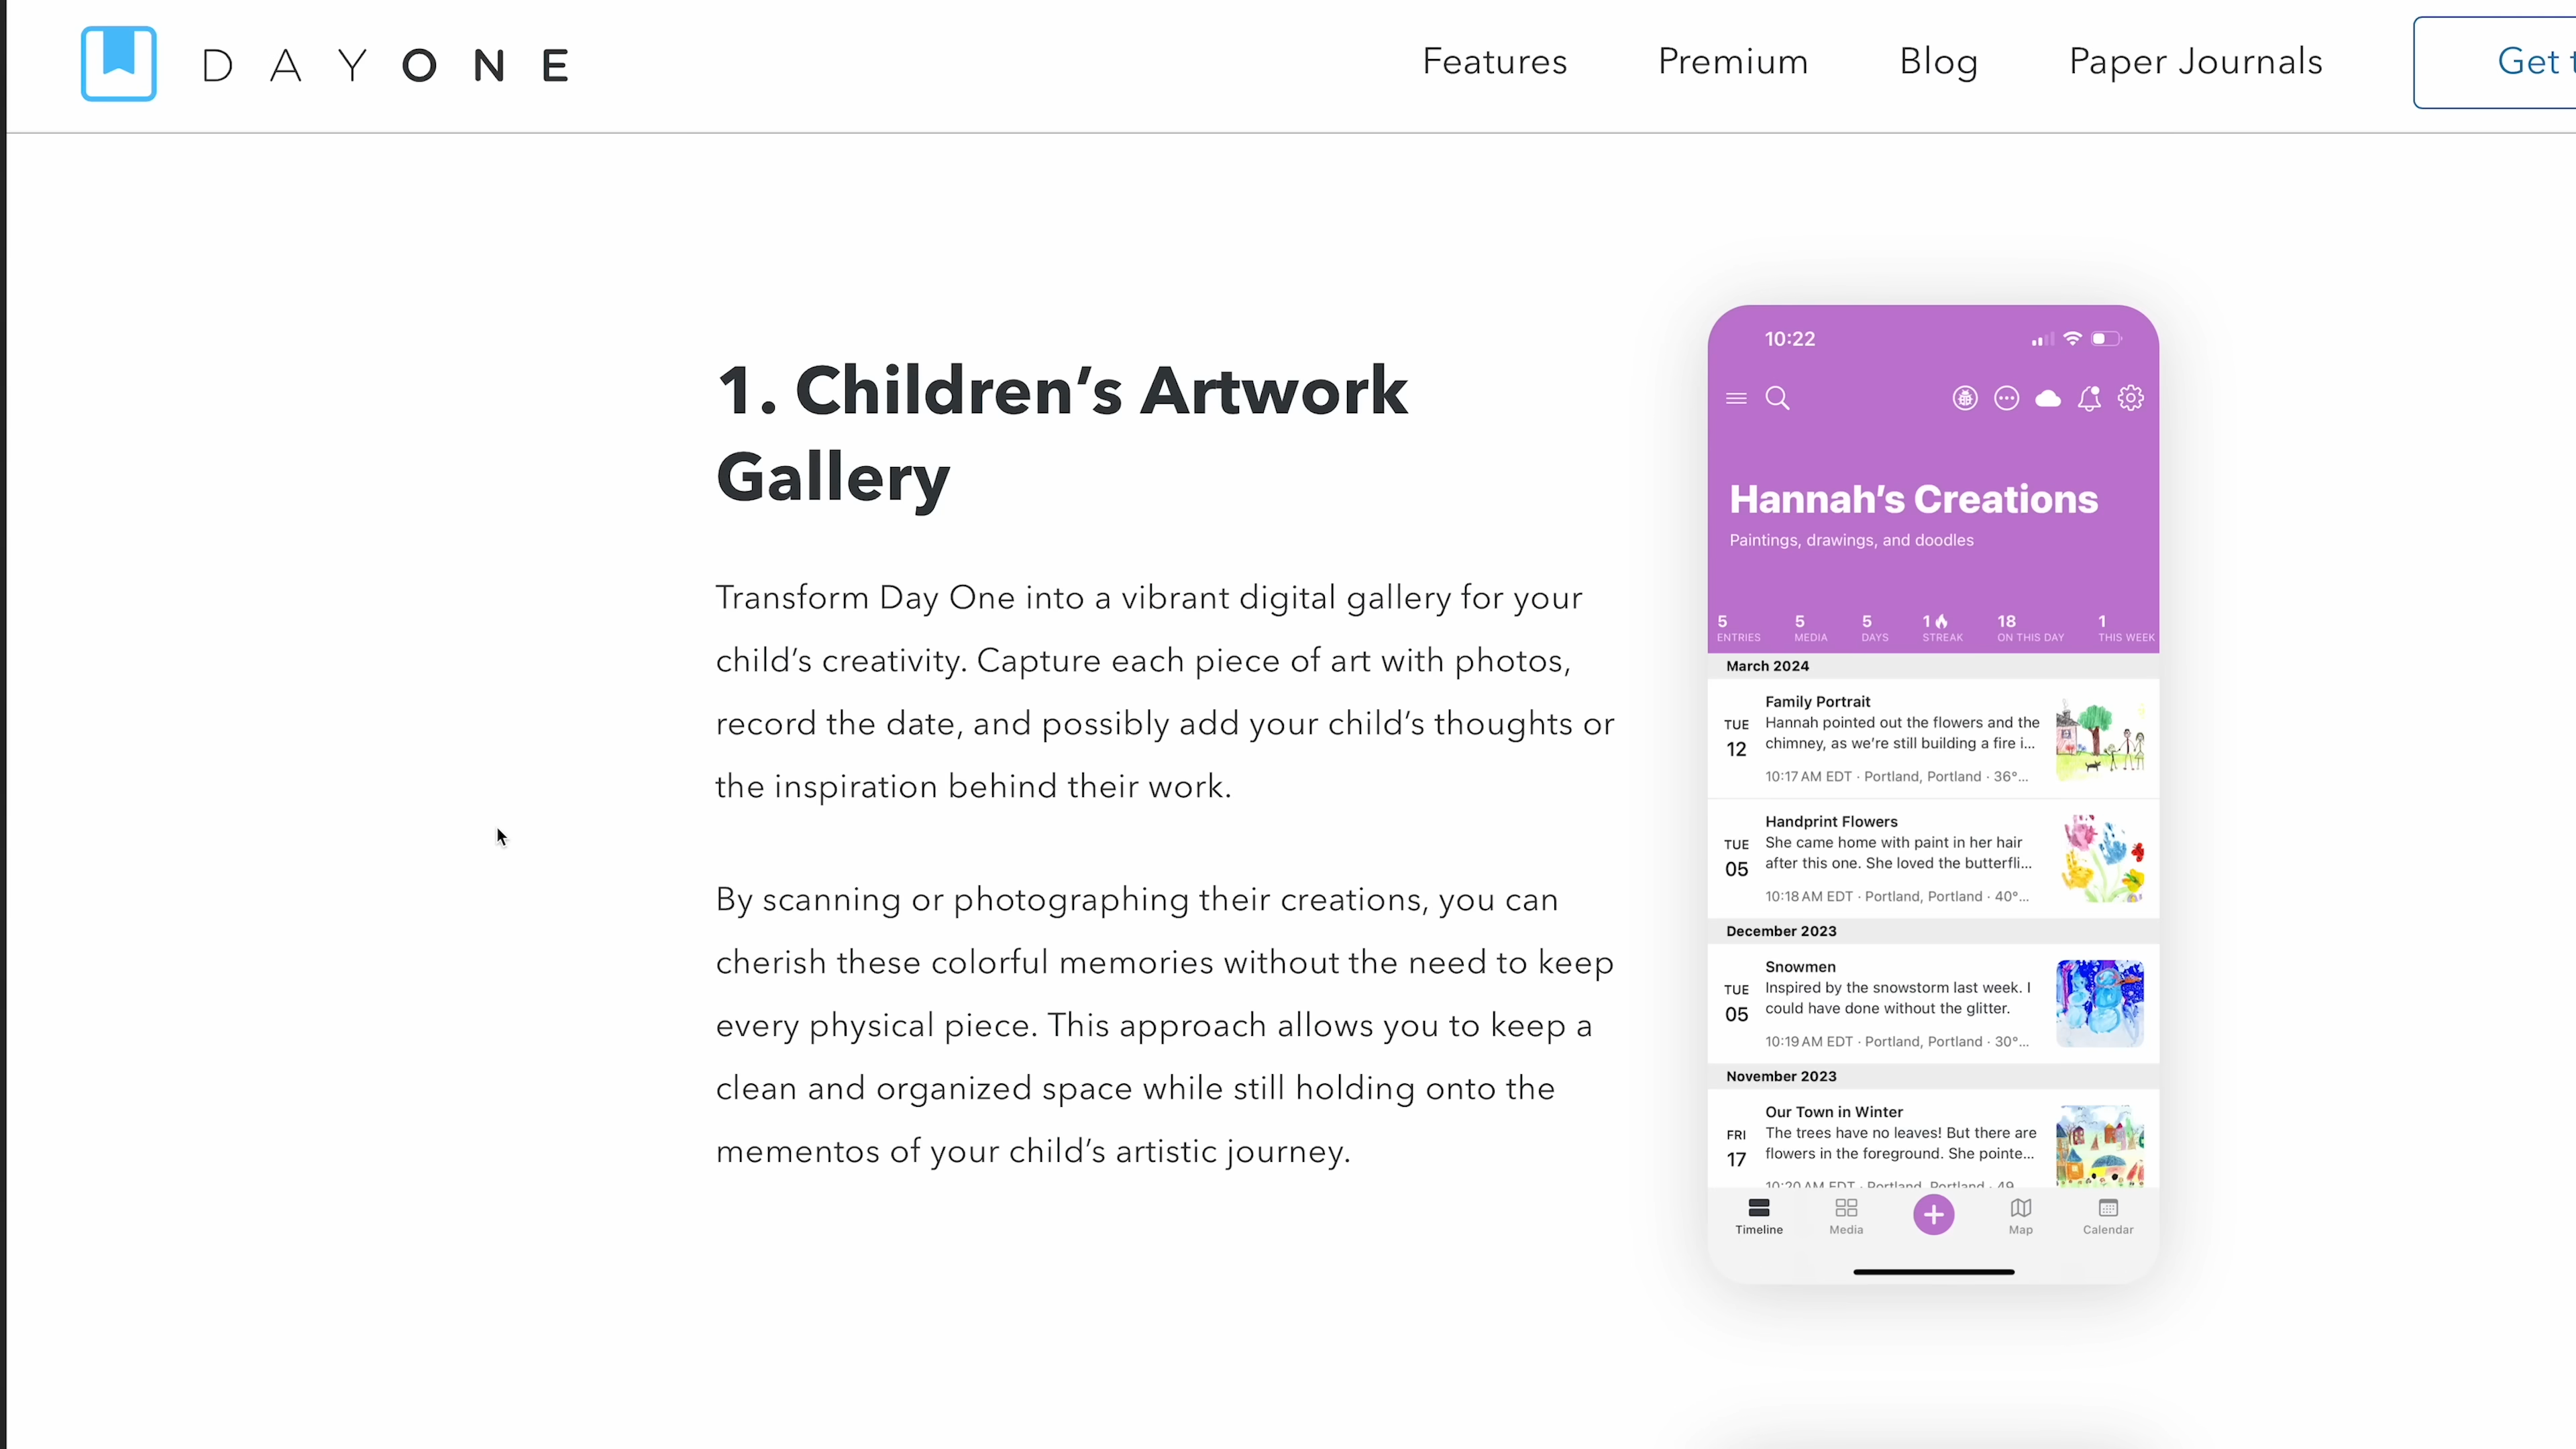 DAYONE
Features
Premium
Blog
Paper Journals
Get
1. Children’s Artwork
Gallery
Transform Day One into a vibrant digital gallery for your
child’s creativity. Capture each piece of art with photos,
record the date, and possibly add your child’s thoughts or
the inspiration behind their work.
By scanning or photographing their creations, you can
cherish these colorful memories without the need to keep
every physical piece. This approach allows you to keep a
clean and organized space while still holding onto the
mementos of your child’s artistic journey.
10:22
Hannah’s Creations
Paintings, drawings, and doodles
5 ENTRIES
5 MEDIA
5 DAYS
1 STREAK
18 ON THIS DAY
1 THIS WEEK
March 2024
TUE
12
Family Portrait
Hannah pointed out the flowers and the
chimney, as we’re still building a fire i...
10:17 AM EDT · Portland, Portland · 36°...
TUE
05
Handprint Flowers
She came home with paint in her hair
after this one. She loved the butterfli...
10:18 AM EDT · Portland, Portland · 40°...
December 2023
TUE
05
Snowmen
Inspired by the snowstorm last week. I
could have done without the glitter.
10:19 AM EDT · Portland, Portland · 30°...
November 2023
FRI
17
Our Town in Winter
The trees have no leaves! But there are
flowers in the foreground. She pointe...
10:20 AM EDT · Portland, Portland · 49
Timeline
Media
Map
Calendar